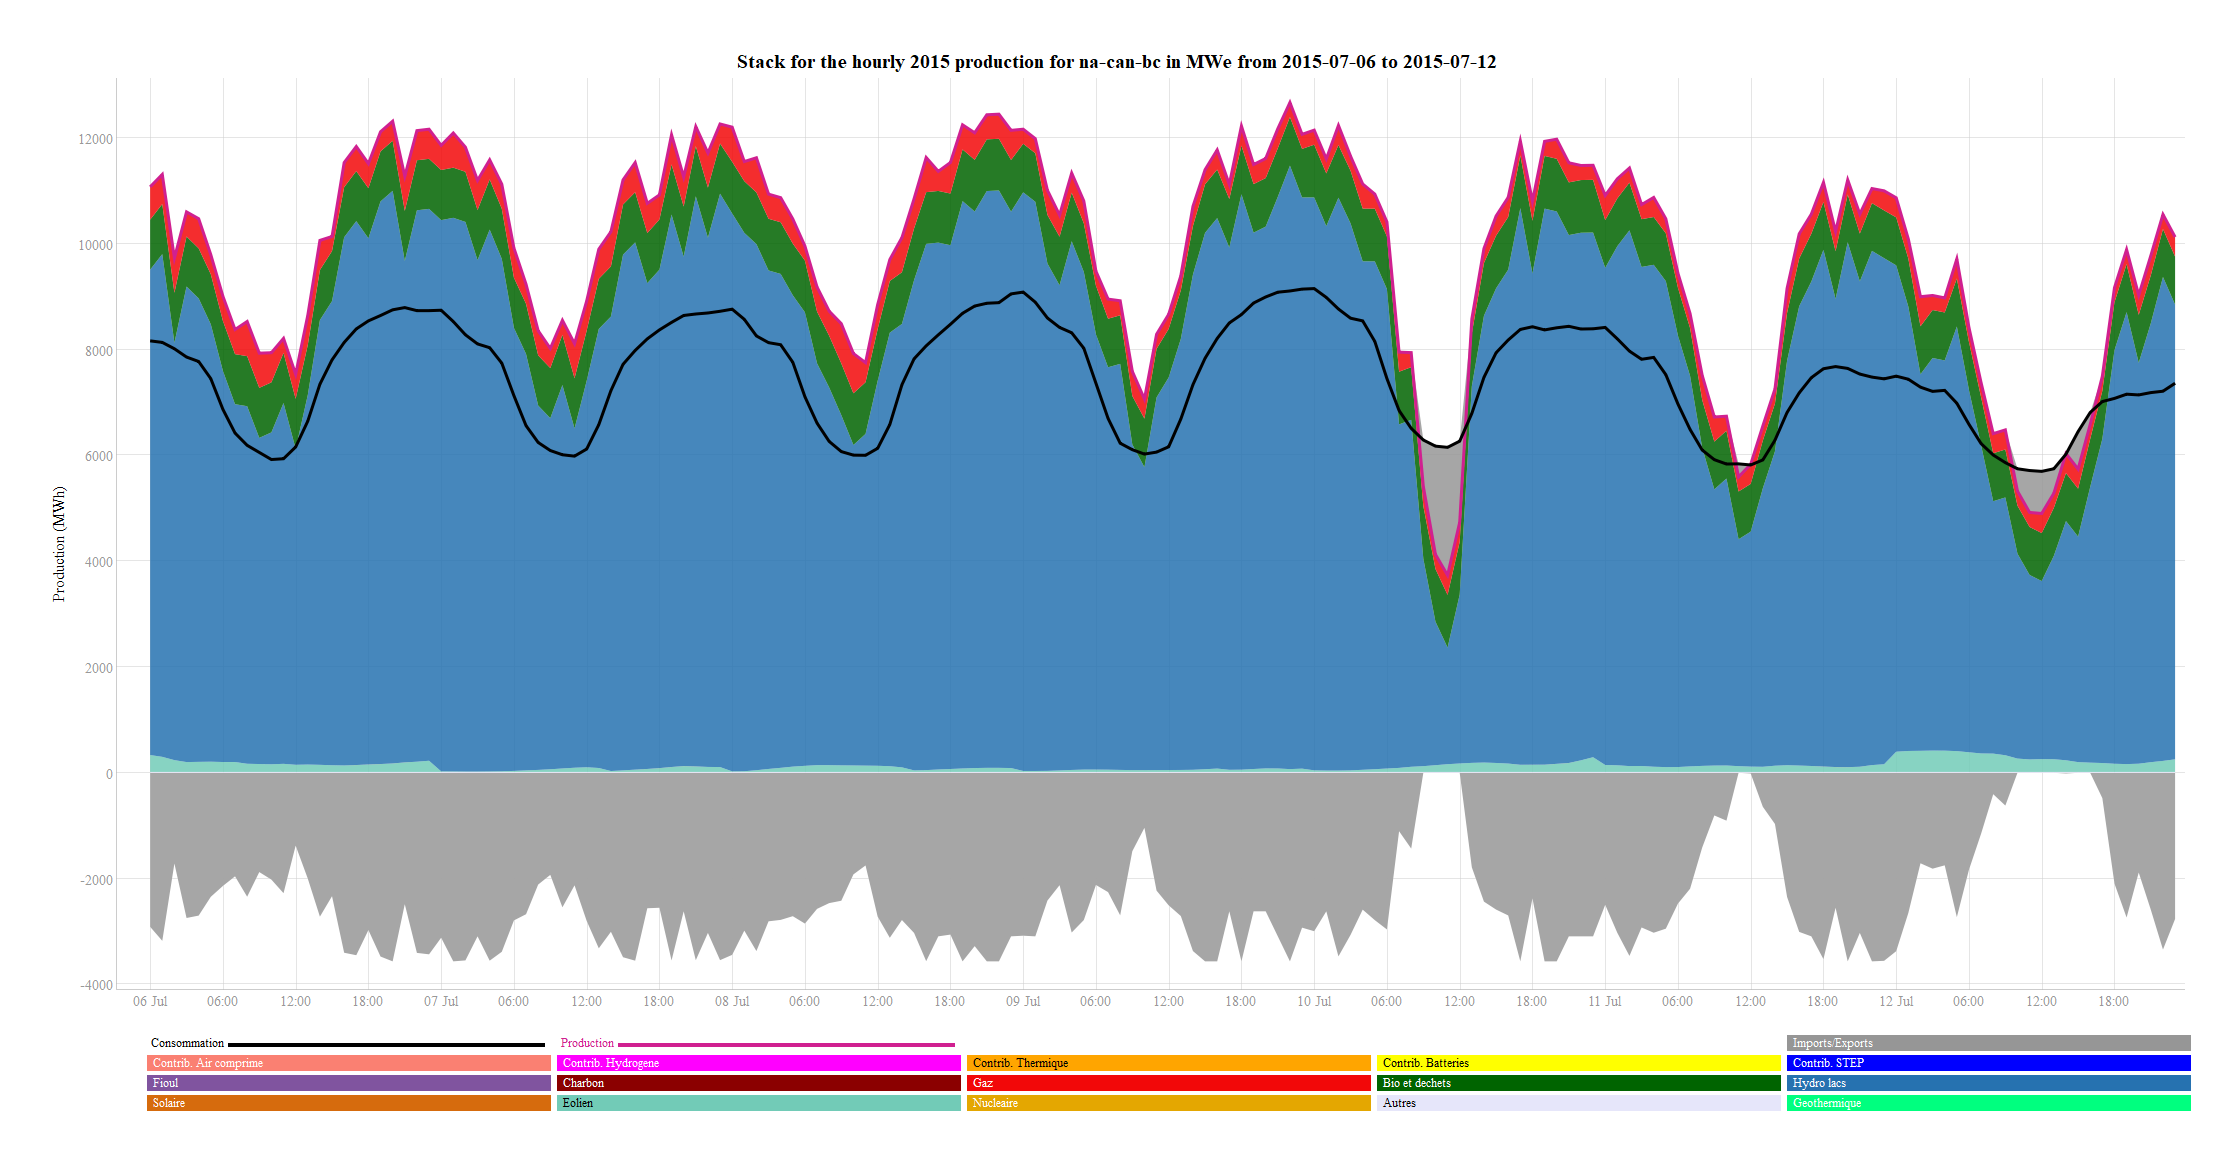 Stack for the hourly 2015 production for na-can-bc in MWe from 2015-07-06 to 2015-07-12
Production (MWh)
12000
10000
8000
6000
4000
2000
0
-2000
-4000
06 Jul 06:00 12:00 18:00 07 Jul 06:00 12:00 18:00 08 Jul 06:00 12:00 18:00 09 Jul 06:00 12:00 18:00 10 Jul 06:00 12:00 18:00 11 Jul 06:00 12:00 18:00 12 Jul 06:00 12:00 18:00
Consommation Production Imports/Exports
Contrib. Air comprime Contrib. Hydrogene Contrib. Thermique Contrib. Batteries Contrib. STEP
Fioul Charbon Gaz Bio et dechets Hydro lacs
Solaire Eolien Nucleaire Autres Geothermique